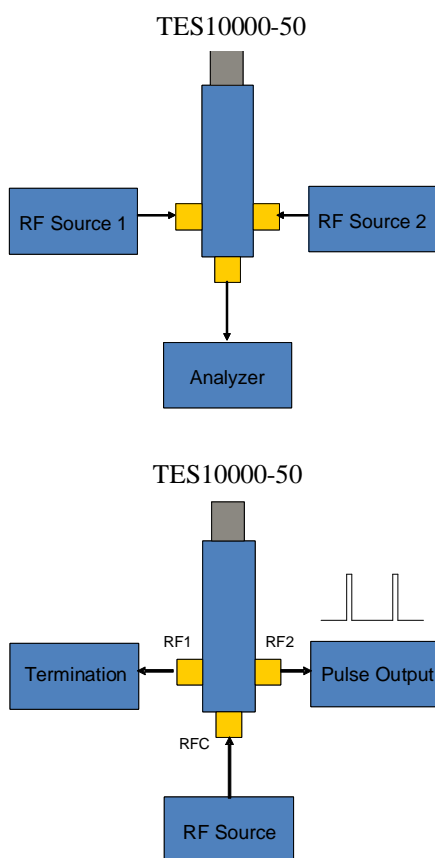 TES10000-50
RF Source 1
RF Source 2
Analyzer
TES10000-50
RF1
RF2
Termination
Pulse Output
RFC
RF Source